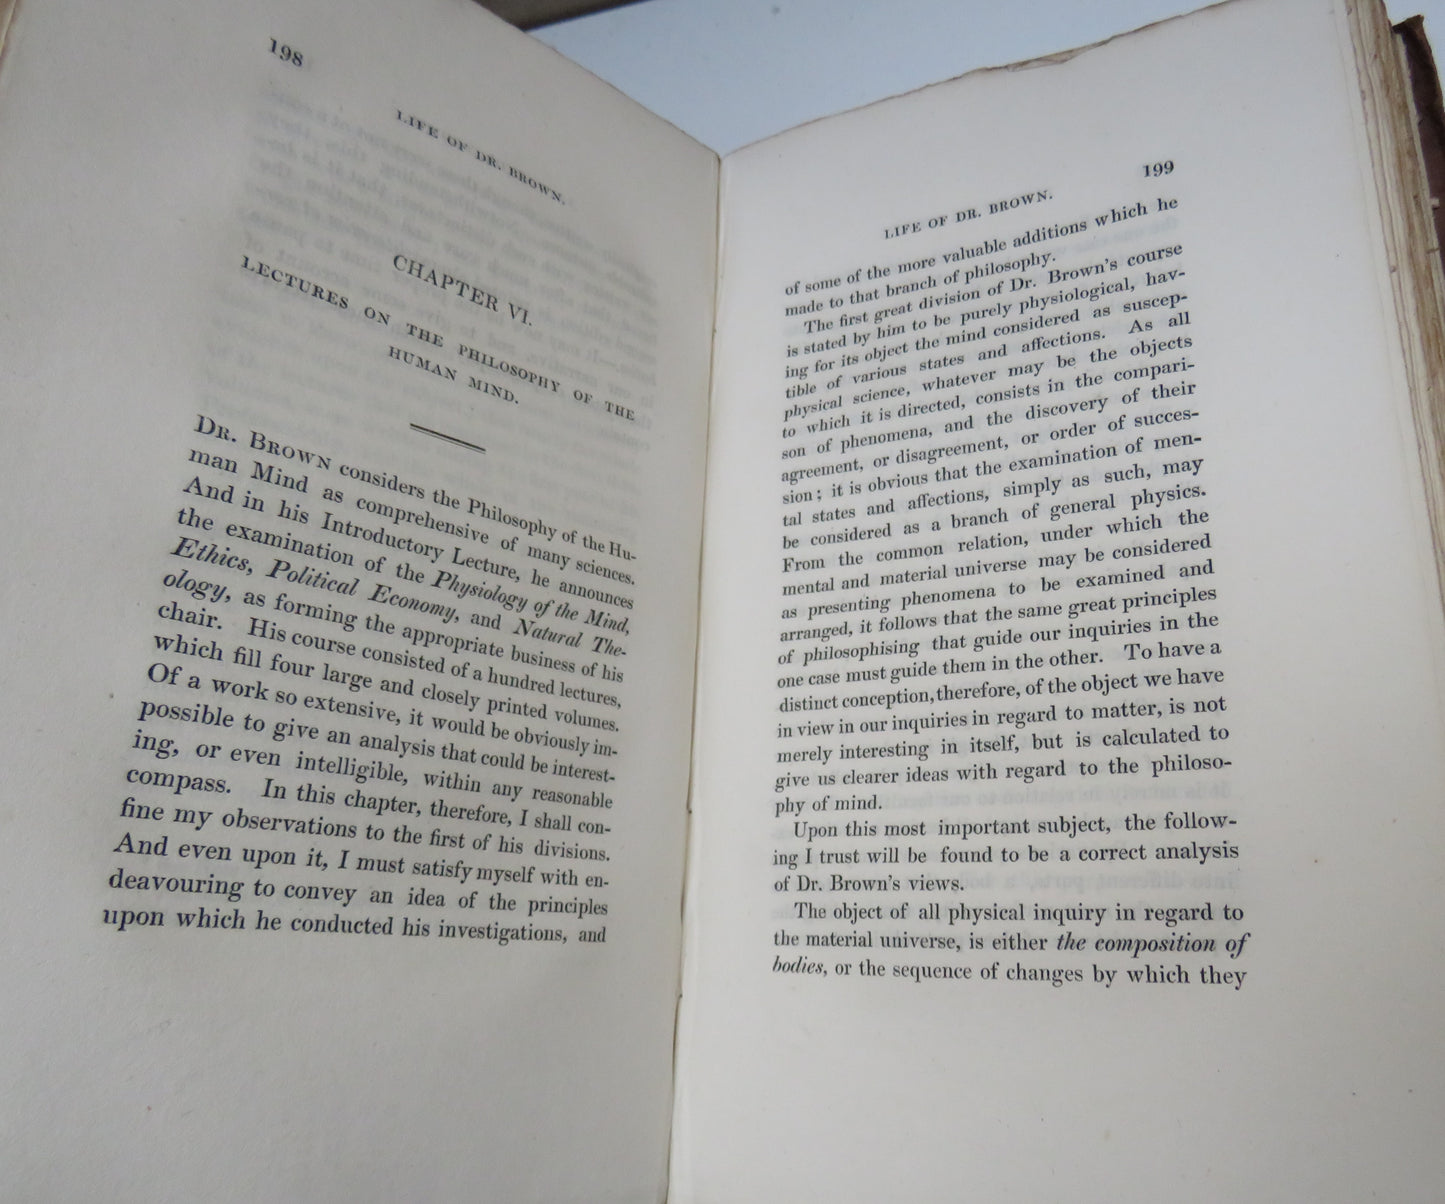 198
LIFE OF DR. BROWN.
CHAPTER VI.
LECTURES ON THE PHILOSOPHY OF THE
HUMAN MIND.
DR. BROWN considers the Philosophy of the Hu-
man Mind as comprehensive of many sciences.
And in his Introductory Lecture, he announces
the examination of the Physiology of the Mind,
Ethics, Political Economy, and Natural The-
ology, as forming the appropriate business of his
chair. His course consisted of a hundred lectures,
which fill four large and closely printed volumes.
Of a work so extensive, it would be obviously im-
possible to give an analysis that could be interest-
ing, or even intelligible, within any reasonable
compass. In this chapter, therefore, I shall con-
fine my observations to the first of his divisions.
And even upon it, I must satisfy myself with en-
deavouring to convey an idea of the principles
upon which he conducted his investigations, and
199
LIFE OF DR. BROWN.
of some of the more valuable additions which he
made to that branch of philosophy.
The first great division of Dr. Brown's course
is stated by him to be purely physiological, hav-
ing for its object the mind considered as suscep-
tible of various states and affections. As all
physical science, whatever may be the objects
to which it is directed, consists in the compari-
son of phenomena, and the discovery of their
agreement, or disagreement, or order of succes-
sion; it is obvious that the examination of men-
tal states and affections, simply as such, may
be considered as a branch of general physics.
From the common relation, under which the
mental and material universe may be considered
as presenting phenomena to be examined and
arranged, it follows that the same great principles
of philosophising that guide our inquiries in the
one case must guide them in the other. To have a
distinct conception, therefore, of the object we have
in view in our inquiries in regard to matter, is not
merely interesting in itself, but is calculated to
give us clearer ideas with regard to the philoso-
phy of mind.
Upon this most important subject, the follow-
ing I trust will be found to be a correct analysis
of Dr. Brown's views.
The object of all physical inquiry in regard to
the material universe, is either the composition of
bodies, or the sequence of changes by which they